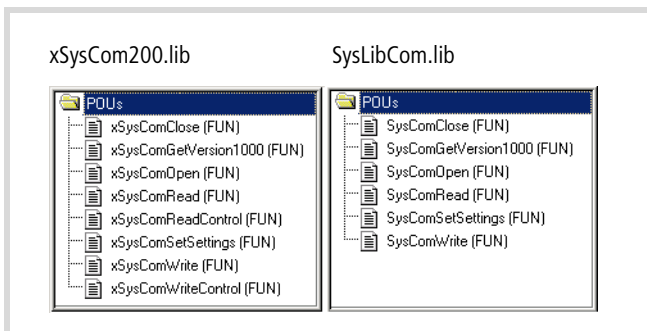 xSysCom200.lib
POUs
xSysComClose (FUN)
xSysComGetVersion1000 (FUN)
xSysComOpen (FUN)
xSysComRead (FUN)
xSysComReadControl (FUN)
xSysComSetSettings (FUN)
xSysComWrite (FUN)
xSysComWriteControl (FUN)
SysLibCom.lib
POUs
SysComClose (FUN)
SysComGetVersion1000 (FUN)
SysComOpen (FUN)
SysComRead (FUN)
SysComSetSettings (FUN)
SysComWrite (FUN)